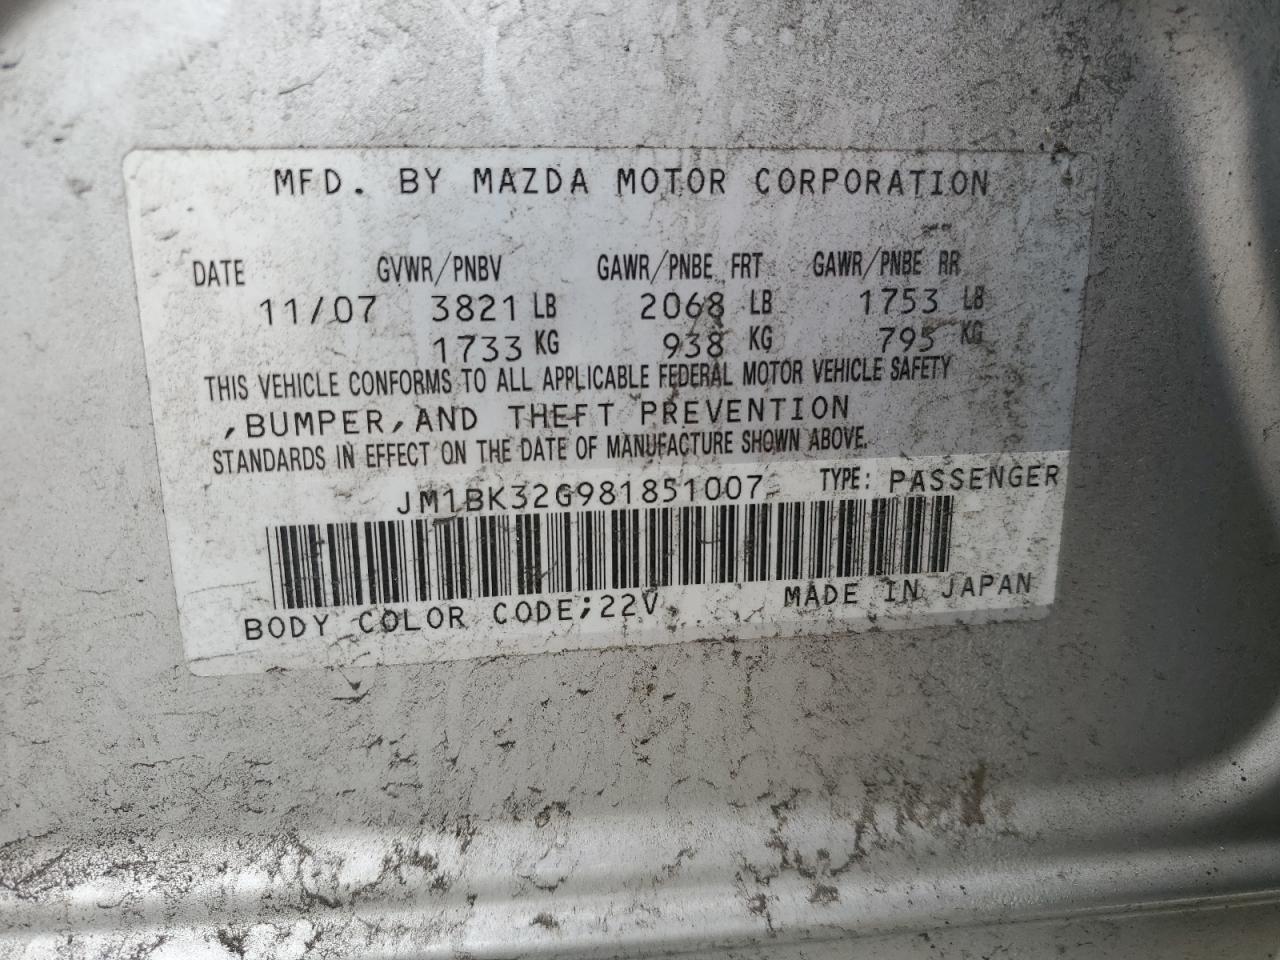 MFD. BY MAZDA MOTOR CORPORATION
DATE GVWR/PNBV GAWR/PNBE FRT GAWR/PNBE RR
11/07 3821 LB 2068 LB 1753 LB
1733 KG 938 KG 795 KG
THIS VEHICLE CONFORMS TO ALL APPLICABLE FEDERAL MOTOR VEHICLE SAFETY
,BUMPER,AND THEFT PREVENTION
STANDARDS IN EFFECT ON THE DATE OF MANUFACTURE SHOWN ABOVE.
JM1BK32G981851007 TYPE: PASSENGER
BODY COLOR CODE;22V MADE IN JAPAN